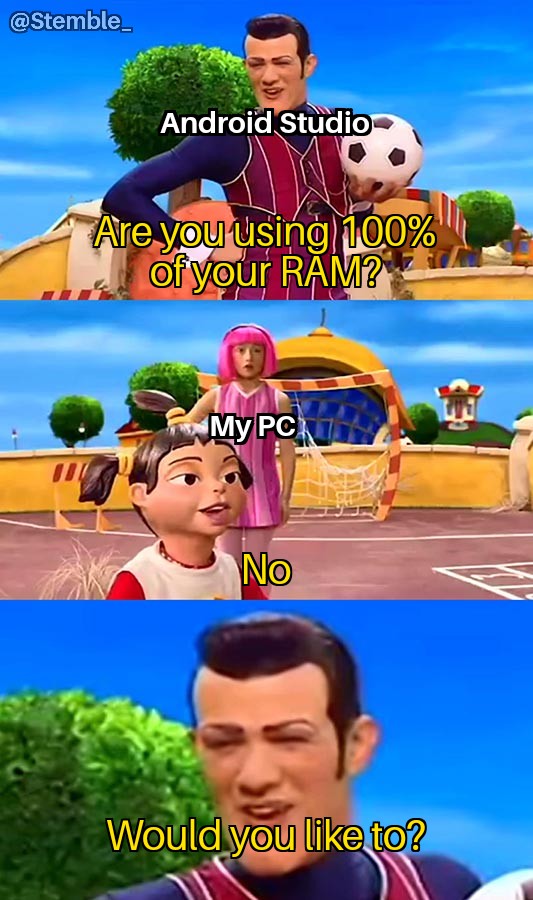 @Stemble_
Android Studio
Are you using 100%
of your RAM?
My PC
No
Would you like to?